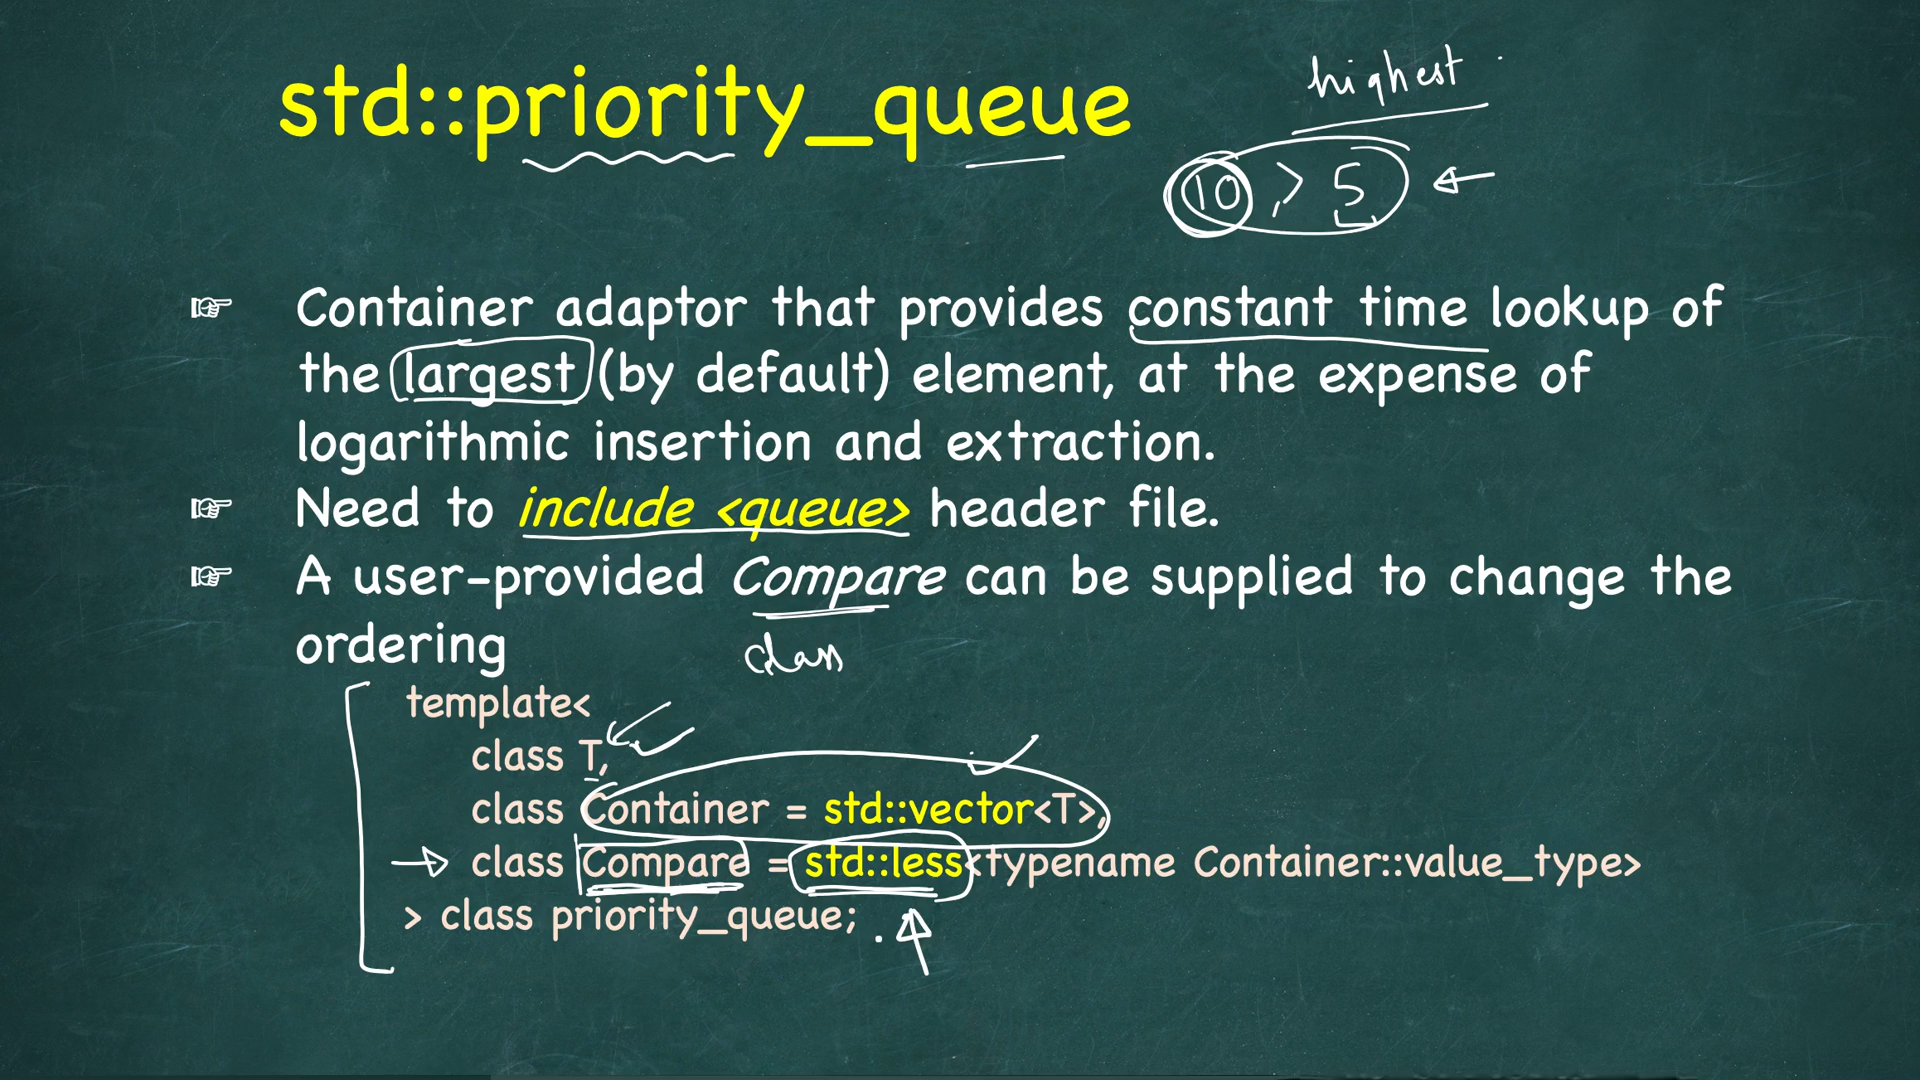 std::priority_queue
highest
10 , > 5
Container adaptor that provides constant time lookup of
the largest (by default) element, at the expense of
logarithmic insertion and extraction.
Need to include <queue> header file.
A user-provided Compare can be supplied to change the
ordering
class
template<
class T,
class Container = std::vector<T>,
class Compare = std::less<typename Container::value_type>
> class priority_queue;